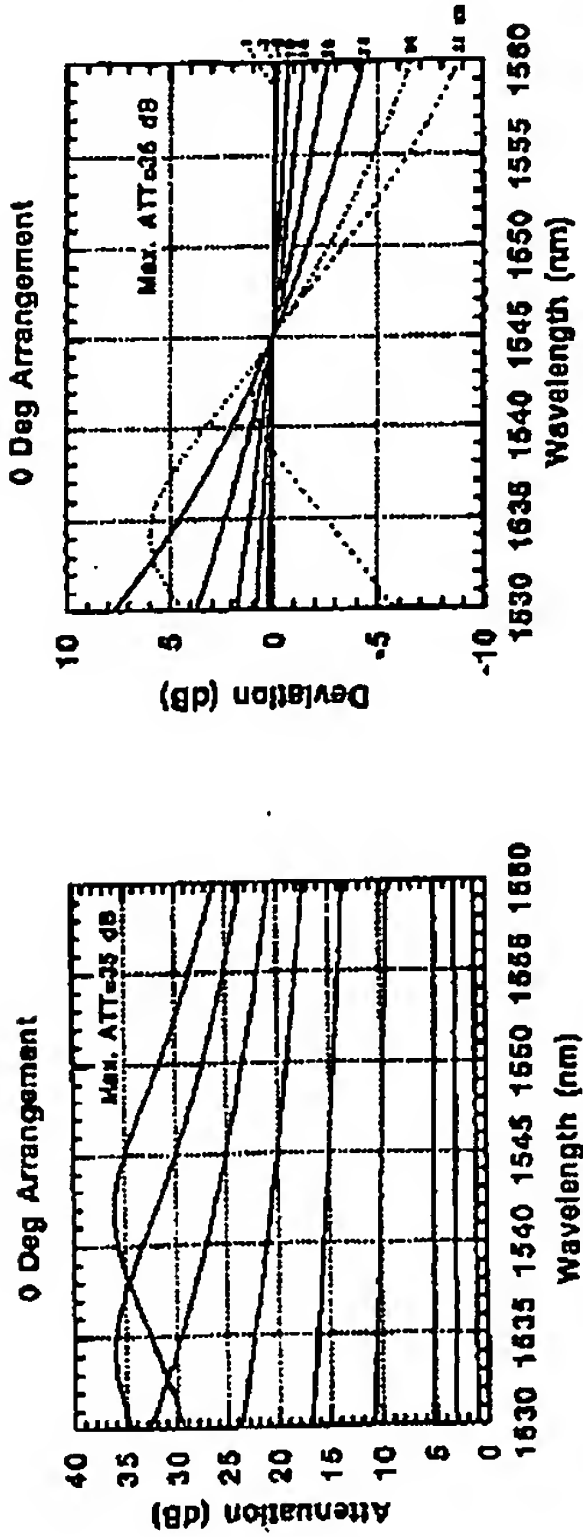 0 Deg Arrangement
Max. ATT=35 dB
40
35
30
25
20
15
10
5
0
Attenuation (dB)
1530 1535 1540 1545 1550 1555 1560
Wavelength (nm)
0 Deg Arrangement
Max. ATT=35 dB
10
5
0
-5
-10
Deviation (dB)
1530 1535 1540 1545 1550 1555 1560
Wavelength (nm)